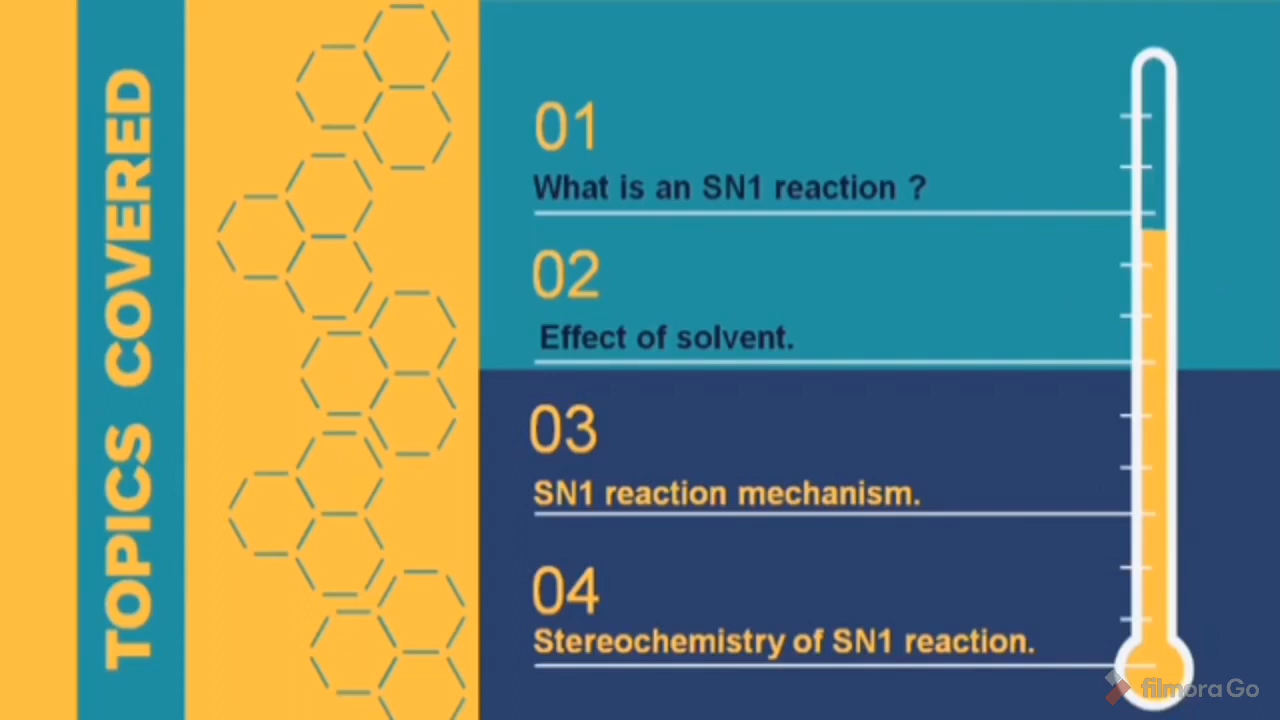 TOPICS COVERED
01
What is an SN1 reaction ?
02
Effect of solvent.
03
SN1 reaction mechanism.
04
Stereochemistry of SN1 reaction.
filmora Go